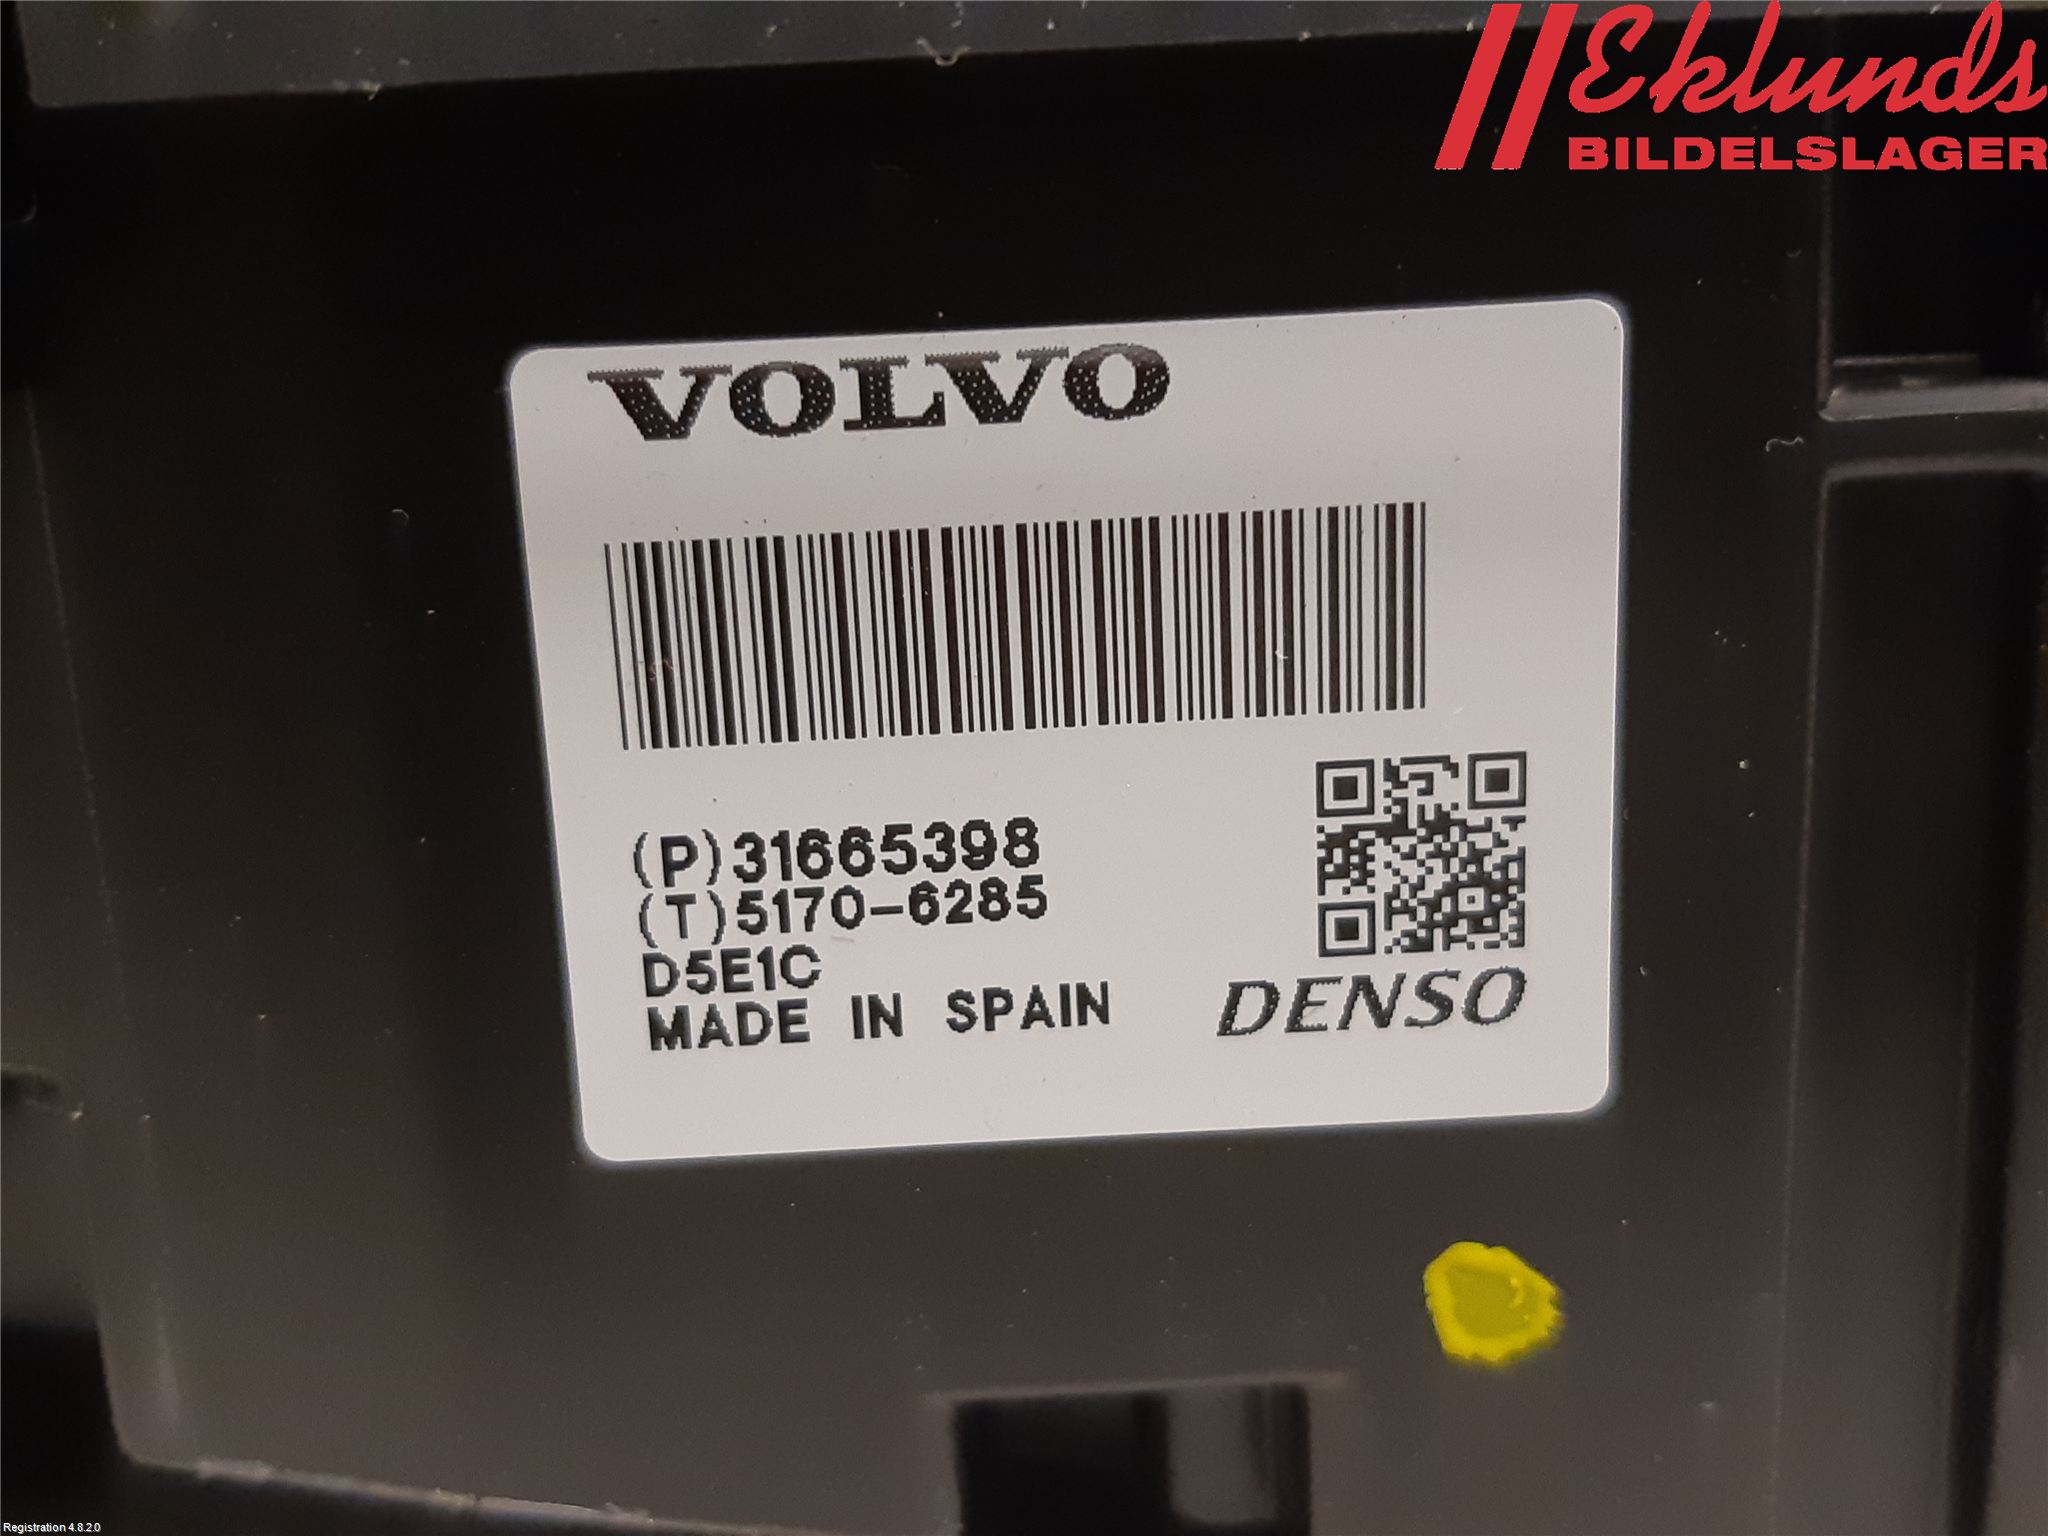 Eklunds
BILDELSLAGER
VOLVO
(P)31665398
(T)5170-6285
D5E1C
MADE IN SPAIN
DENSO
Registration 4.8.2.0